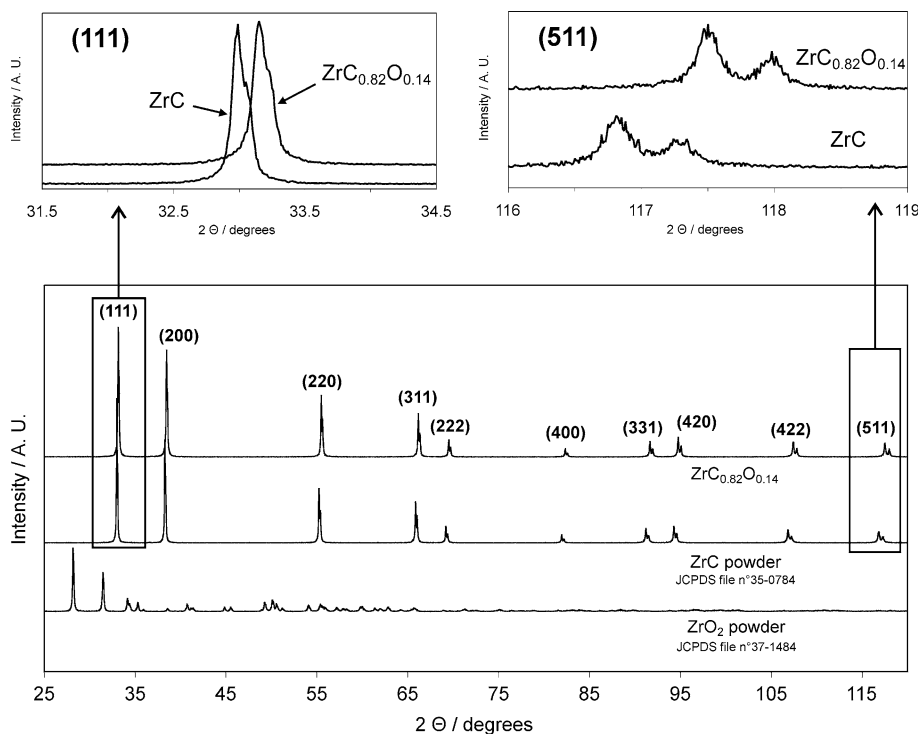 (111)
ZrC
ZrC0.82O0.14
Intensity / A. U.
31.5 32.5 33.5 34.5
2 Θ / degrees
(511)
ZrC0.82O0.14
ZrC
Intensity / A. U.
116 117 118 119
2 Θ / degrees
(111) (200) (220) (311) (222) (400) (331) (420) (422) (511)
ZrC0.82O0.14
ZrC powder
JCPDS file n°35-0784
ZrO2 powder
JCPDS file n°37-1484
Intensity / A. U.
25 35 45 55 65 75 85 95 105 115
2 Θ / degrees